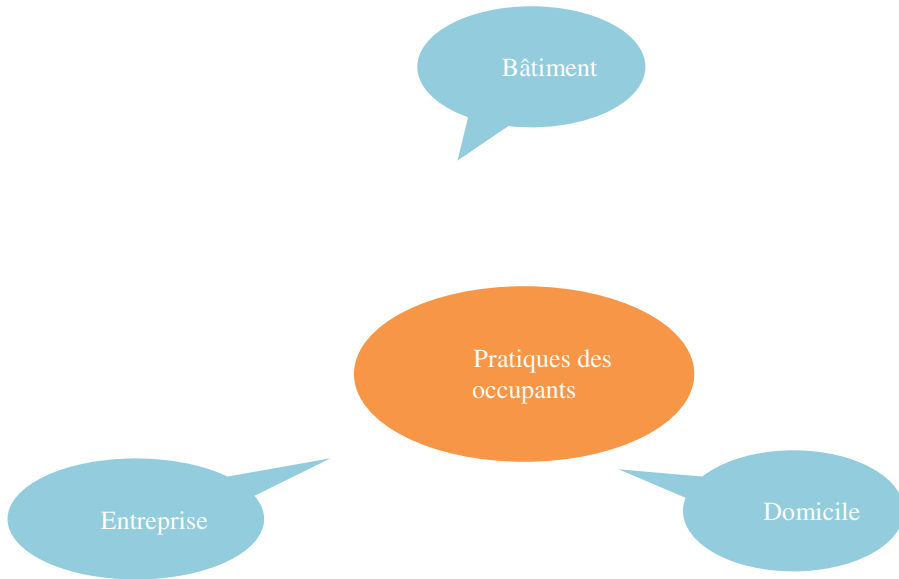 Bâtiment
Pratiques des
occupants
Entreprise
Domicile